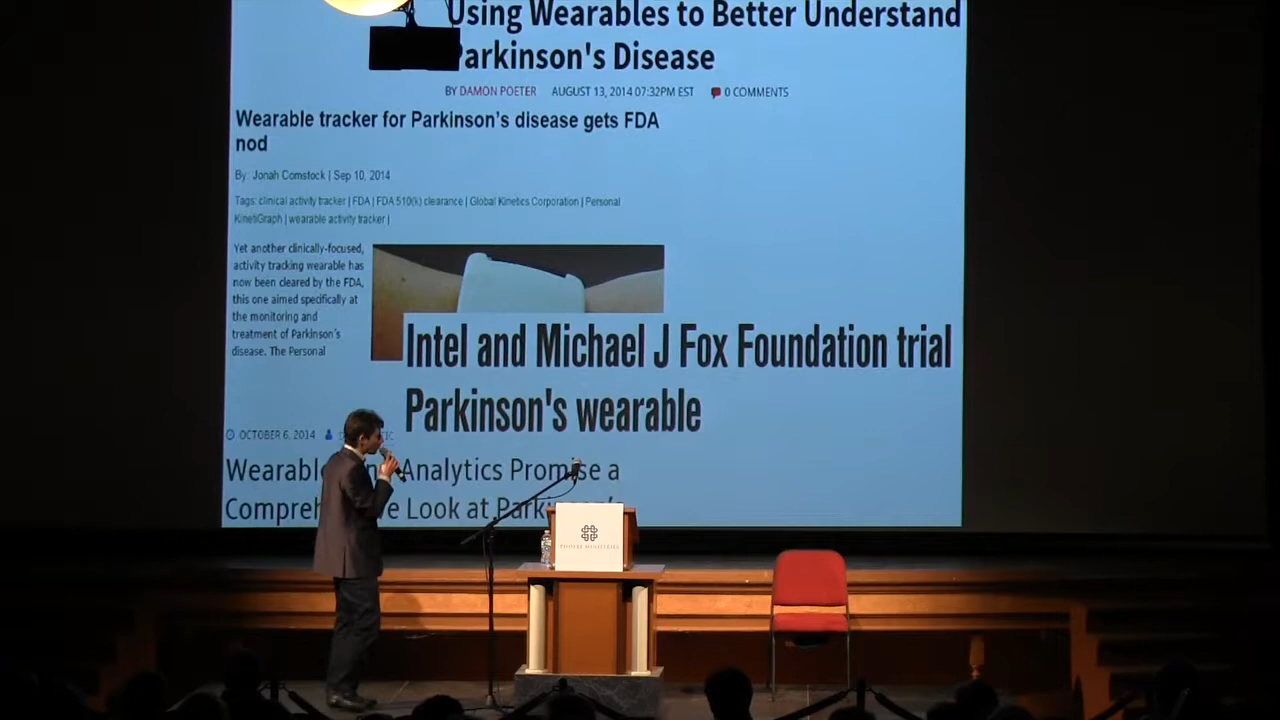 Using Wearables to Better Understand
Parkinson's Disease
BY DAMON POETER AUGUST 13, 2014 07:32PM EST 0 COMMENTS
Wearable tracker for Parkinson's disease gets FDA
nod
By: Jonah Comstock | Sep 10, 2014
Tags: clinical activity tracker | FDA | FDA 510(k) clearance | Global Kinetics Corporation | Personal
KinetiGraph | wearable activity tracker |
Yet another clinically-focused,
activity tracking wearable has
now been cleared by the FDA,
this one aimed specifically at
the monitoring and
treatment of Parkinson's
disease. The Personal
Intel and Michael J Fox Foundation trial
Parkinson's wearable
OCTOBER 6, 2014
Wearable Analytics Promise a
Look at
PHOEBE MINISTRIES